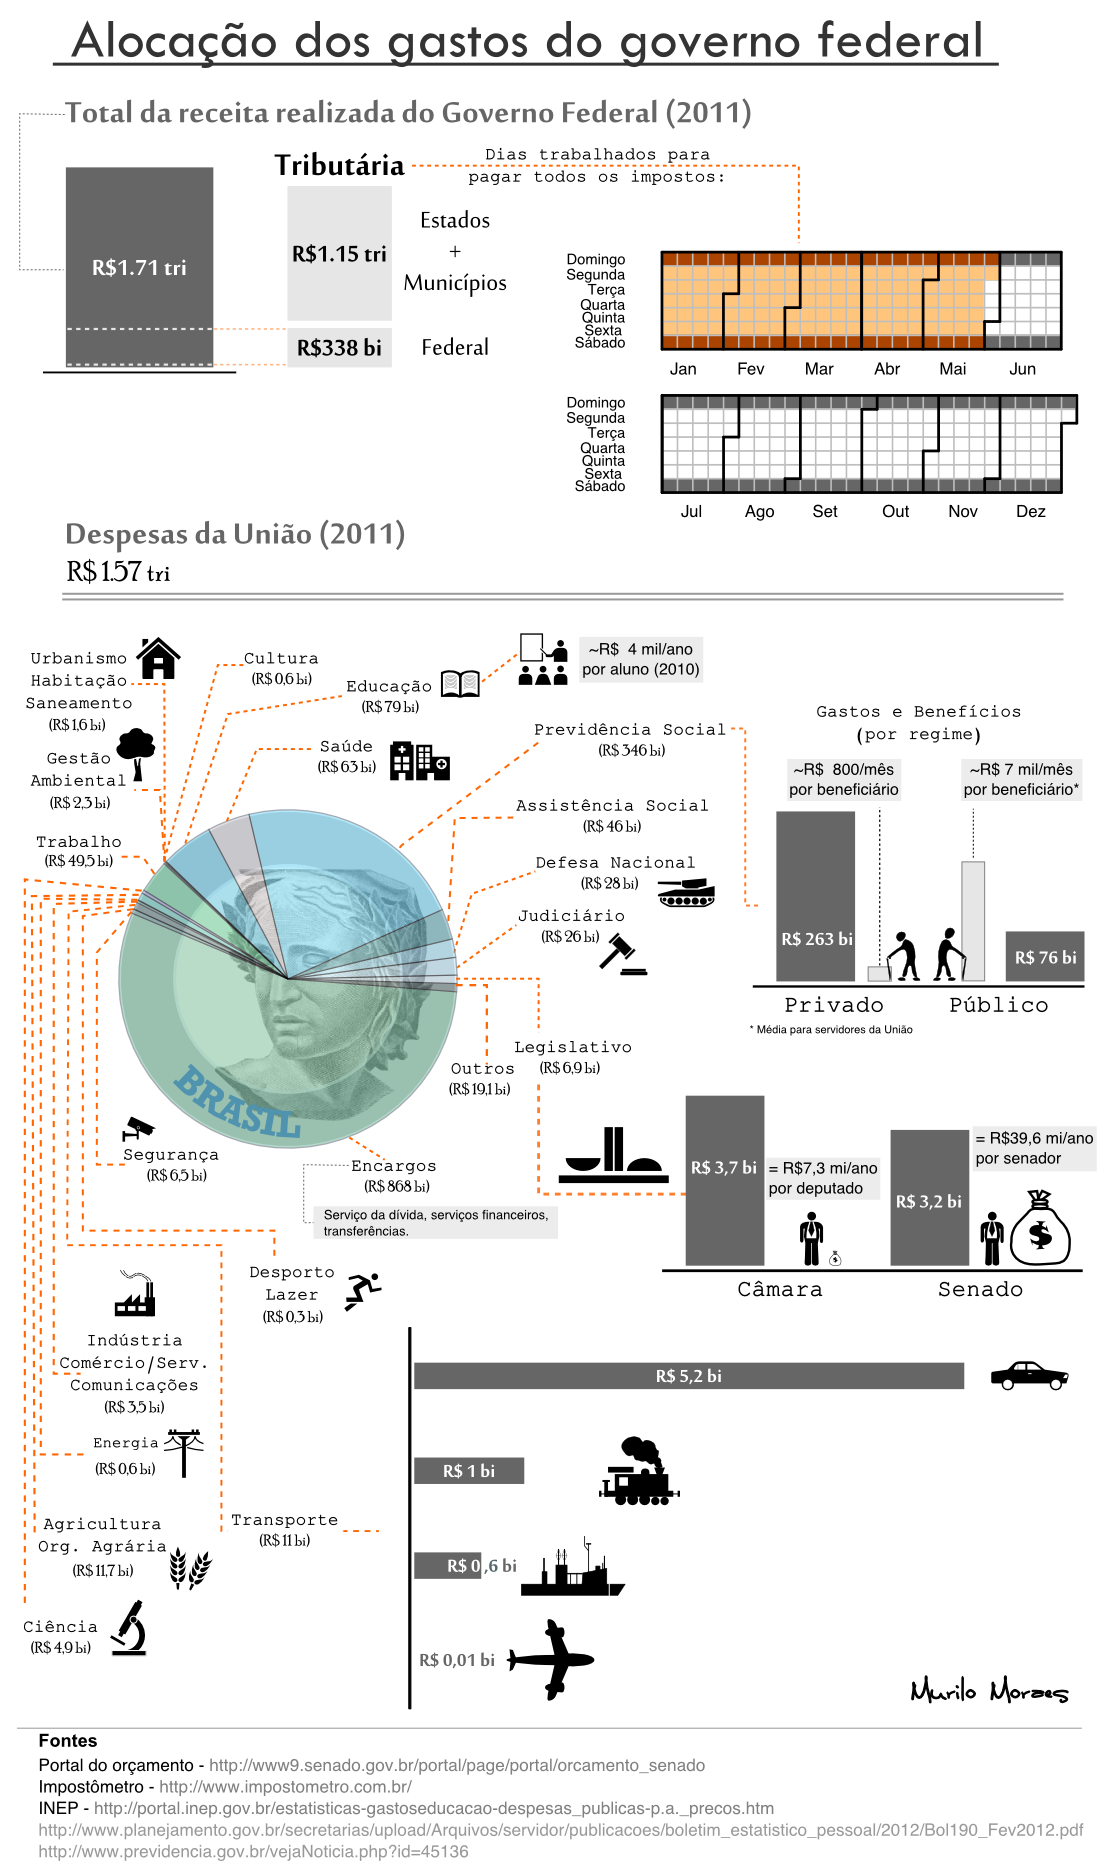 Alocação dos gastos do governo federal
Total da receita realizada do Governo Federal (2011)
R$1.71 tri
Tributária
R$1.15 tri
Estados
+
Municípios
R$338 bi
Federal
Dias trabalhados para
pagar todos os impostos:
Domingo
Segunda
Terça
Quarta
Quinta
Sexta
Sábado
Jan Fev Mar Abr Mai Jun
Domingo
Segunda
Terça
Quarta
Quinta
Sexta
Sábado
Jul Ago Set Out Nov Dez
Despesas da União (2011)
R$ 1.57 tri
Urbanismo
Habitação
Saneamento
(R$ 1,6 bi)
Gestão
Ambiental
(R$ 2,3 bi)
Trabalho
(R$ 49,5 bi)
Cultura
(R$ 0,6 bi)
Educação
(R$ 79 bi)
~R$ 4 mil/ano
por aluno (2010)
Saúde
(R$ 63 bi)
Previdência Social
(R$ 346 bi)
Assistência Social
(R$ 46 bi)
Defesa Nacional
(R$ 28 bi)
Judiciário
(R$ 26 bi)
Gastos e Benefícios
(por regime)
~R$ 800/mês
por beneficiário
~R$ 7 mil/mês
por beneficiário*
R$ 263 bi
R$ 76 bi
Privado
Público
* Média para servidores da União
Legislativo
(R$ 6,9 bi)
Outros
(R$ 19,1 bi)
BRASIL
Segurança
(R$ 6,5 bi)
Encargos
(R$ 868 bi)
Serviço da dívida, serviços financeiros,
transferências.
R$ 3,7 bi
= R$7,3 mi/ano
por deputado
R$ 3,2 bi
= R$39,6 mi/ano
por senador
$
Câmara
Senado
Desporto
Lazer
(R$ 0,3 bi)
Indústria
Comércio/Serv.
Comunicações
(R$ 3,5 bi)
Energia
(R$ 0,6 bi)
Agricultura
Org. Agrária
(R$ 11,7 bi)
Ciência
(R$ 4,9 bi)
Transporte
(R$ 11 bi)
R$ 5,2 bi
R$ 1 bi
R$ 0,6 bi
R$ 0,01 bi
Murilo Moraes
Fontes
Portal do orçamento - http://www9.senado.gov.br/portal/page/portal/orcamento_senado
Impostômetro - http://www.impostometro.com.br/
INEP - http://portal.inep.gov.br/estatisticas-gastoseducacao-despesas_publicas-p.a._precos.htm
http://www.planejamento.gov.br/secretarias/upload/Arquivos/servidor/publicacoes/boletim_estatistico_pessoal/2012/Bol190_Fev2012.pdf
http://www.previdencia.gov.br/vejaNoticia.php?id=45136